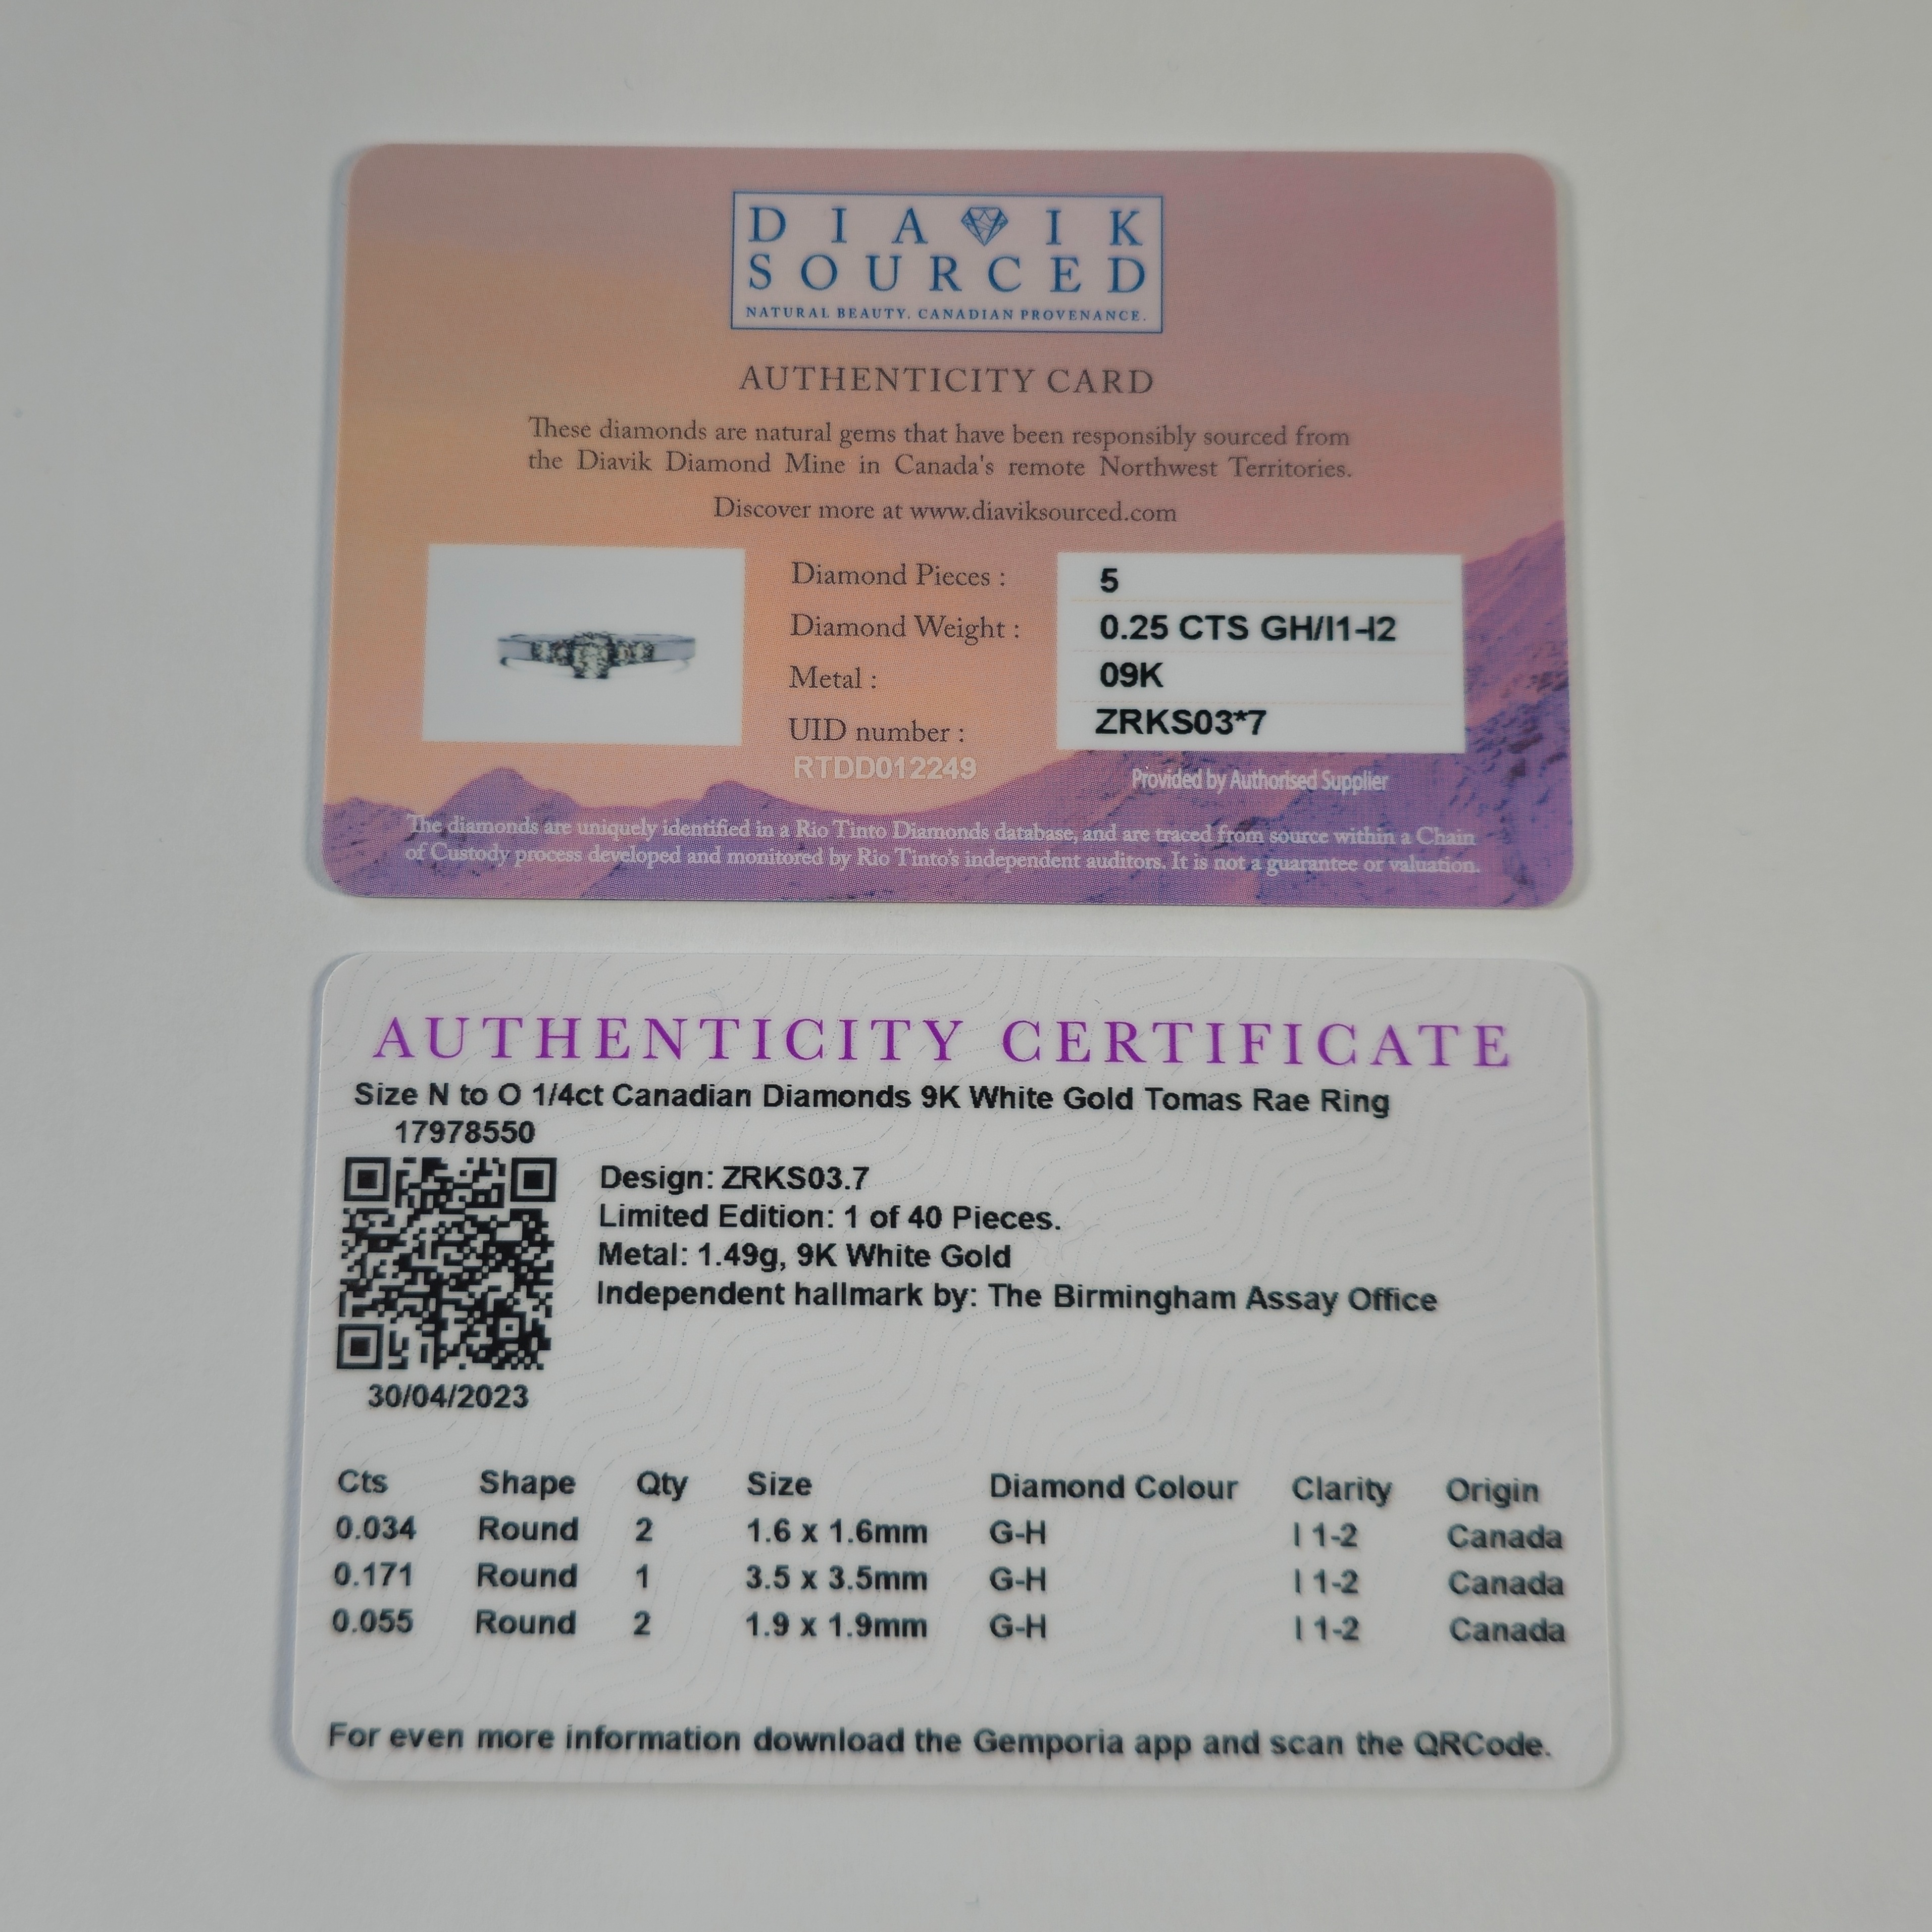 DIAVIK
SOURCED
NATURAL BEAUTY. CANADIAN PROVENANCE.
AUTHENTICITY CARD
These diamonds are natural gems that have been responsibly sourced from
the Diavik Diamond Mine in Canada's remote Northwest Territories.
Discover more at www.diaviksourced.com
Diamond Pieces : 5
Diamond Weight : 0.25 CTS GH/I1-I2
Metal : 09K
UID number : ZRKS03*7
RTDD012249
Provided by Authorised Supplier
The diamonds are uniquely identified in a Rio Tinto Diamonds database, and are traced from source within a Chain
of Custody process developed and monitored by Rio Tinto's independent auditors. It is not a guarantee or valuation.
AUTHENTICITY CERTIFICATE
Size N to O 1/4ct Canadian Diamonds 9K White Gold Tomas Rae Ring
17978550
Design: ZRKS03.7
Limited Edition: 1 of 40 Pieces.
Metal: 1.49g, 9K White Gold
Independent hallmark by: The Birmingham Assay Office
30/04/2023
Cts Shape Qty Size Diamond Colour Clarity Origin
0.034 Round 2 1.6 x 1.6mm G-H I 1-2 Canada
0.171 Round 1 3.5 x 3.5mm G-H I 1-2 Canada
0.055 Round 2 1.9 x 1.9mm G-H I 1-2 Canada
For even more information download the Gemporia app and scan the QRCode.